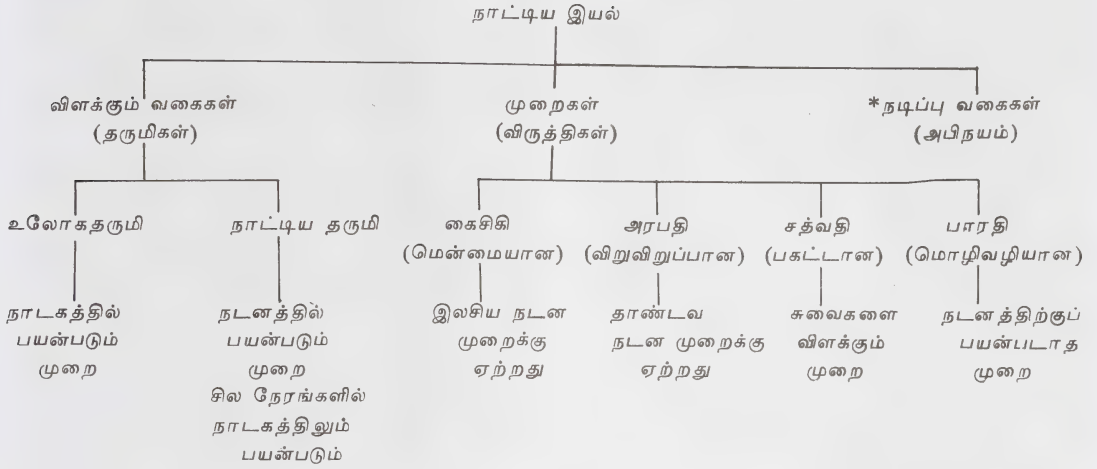 நாட்டிய இயல்
விளக்கும் வகைகள்
(தருமிகள்)
முறைகள்
(விருத்திகள்)
*நடிப்பு வகைகள்
(அபிநயம்)
உலோகதருமி
நாடகத்தில்
பயன்படும்
முறை
நாட்டிய தருமி
நடனத்தில்
பயன்படும்
முறை
சில நேரங்களில்
நாடகத்திலும்
பயன்படும்
கைசிகி
(மென்மையான)
இலசிய நடன
முறைக்கு
ஏற்றது
அரபதி
(விறுவிறுப்பான)
தாண்டவ
நடன முறைக்கு
ஏற்றது
சத்வதி
(பகட்டான)
சுவைகளை
விளக்கும்
முறை
பாரதி
(மொழிவழியான)
நடனத்திற்குப்
பயன்படாத
முறை